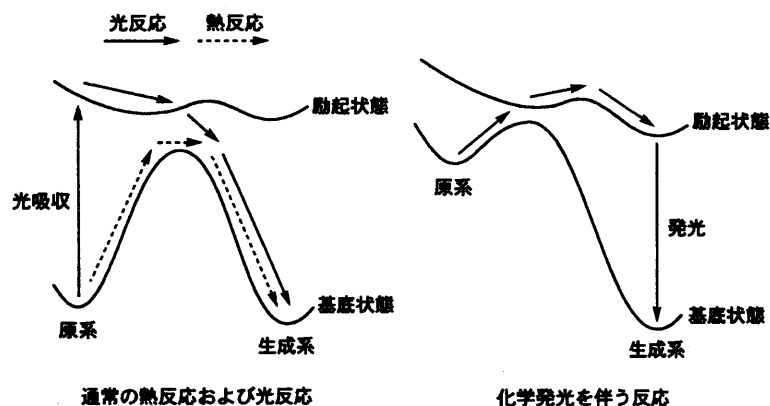 光反応
熱反応
励起状態
光吸収
原系
基底状態
生成系
通常の熱反応および光反応
励起状態
原系
発光
基底状態
生成系
化学発光を伴う反応